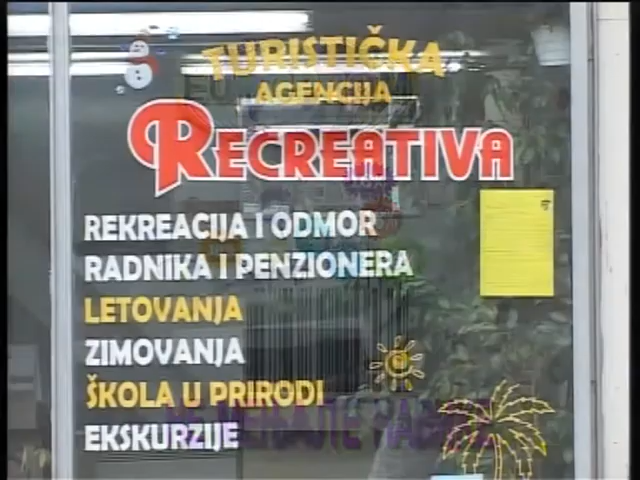 TURISTIČKA
AGENCIJA
RECREATIVA
REKREACIJA I ODMOR
RADNIKA I PENZIONERA
LETOVANJA
ZIMOVANJA
ŠKOLA U PRIRODI
EKSKURZIJE